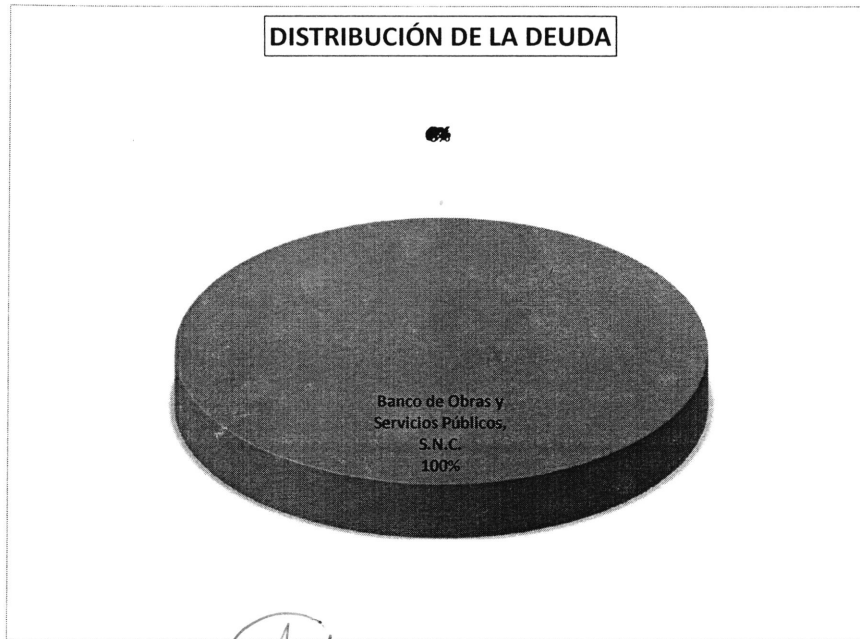 DISTRIBUCIÓN DE LA DEUDA
Banco de Obras y
Servicios Públicos,
S.N.C.
100%